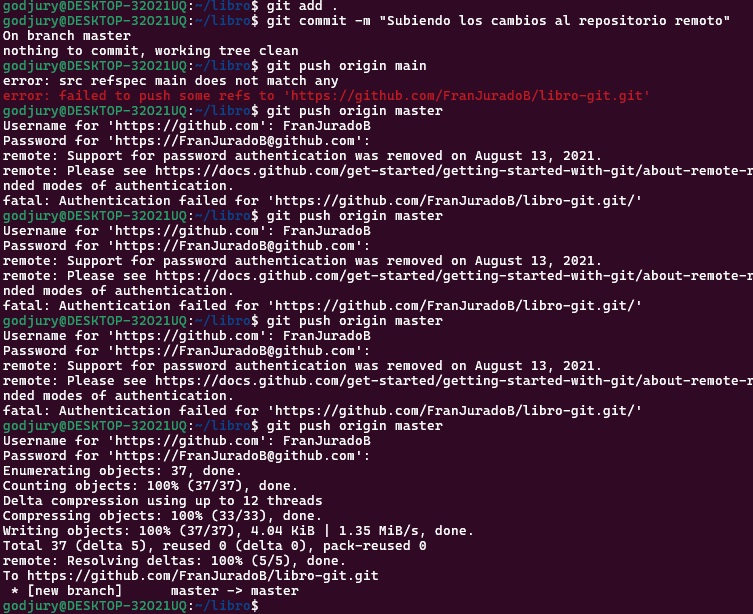 godjury@DESKTOP-32O21UQ:~/libro$ git add .
godjury@DESKTOP-32O21UQ:~/libro$ git commit -m "Subiendo los cambios al repositorio remoto"
On branch master
nothing to commit, working tree clean
godjury@DESKTOP-32O21UQ:~/libro$ git push origin main
error: src refspec main does not match any
error: failed to push some refs to 'https://github.com/FranJuradoB/libro-git.git'
godjury@DESKTOP-32O21UQ:~/libro$ git push origin master
Username for 'https://github.com': FranJuradoB
Password for 'https://FranJuradoB@github.com':
remote: Support for password authentication was removed on August 13, 2021.
remote: Please see https://docs.github.com/get-started/getting-started-with-git/about-remote-r
nded modes of authentication.
fatal: Authentication failed for 'https://github.com/FranJuradoB/libro-git.git/'
godjury@DESKTOP-32O21UQ:~/libro$ git push origin master
Username for 'https://github.com': FranJuradoB
Password for 'https://FranJuradoB@github.com':
remote: Support for password authentication was removed on August 13, 2021.
remote: Please see https://docs.github.com/get-started/getting-started-with-git/about-remote-r
nded modes of authentication.
fatal: Authentication failed for 'https://github.com/FranJuradoB/libro-git.git/'
godjury@DESKTOP-32O21UQ:~/libro$ git push origin master
Username for 'https://github.com': FranJuradoB
Password for 'https://FranJuradoB@github.com':
remote: Support for password authentication was removed on August 13, 2021.
remote: Please see https://docs.github.com/get-started/getting-started-with-git/about-remote-r
nded modes of authentication.
fatal: Authentication failed for 'https://github.com/FranJuradoB/libro-git.git/'
godjury@DESKTOP-32O21UQ:~/libro$ git push origin master
Username for 'https://github.com': FranJuradoB
Password for 'https://FranJuradoB@github.com':
Enumerating objects: 37, done.
Counting objects: 100% (37/37), done.
Delta compression using up to 12 threads
Compressing objects: 100% (33/33), done.
Writing objects: 100% (37/37), 4.04 KiB | 1.35 MiB/s, done.
Total 37 (delta 5), reused 0 (delta 0), pack-reused 0
remote: Resolving deltas: 100% (5/5), done.
To https://github.com/FranJuradoB/libro-git.git
 * [new branch]      master -> master
godjury@DESKTOP-32O21UQ:~/libro$